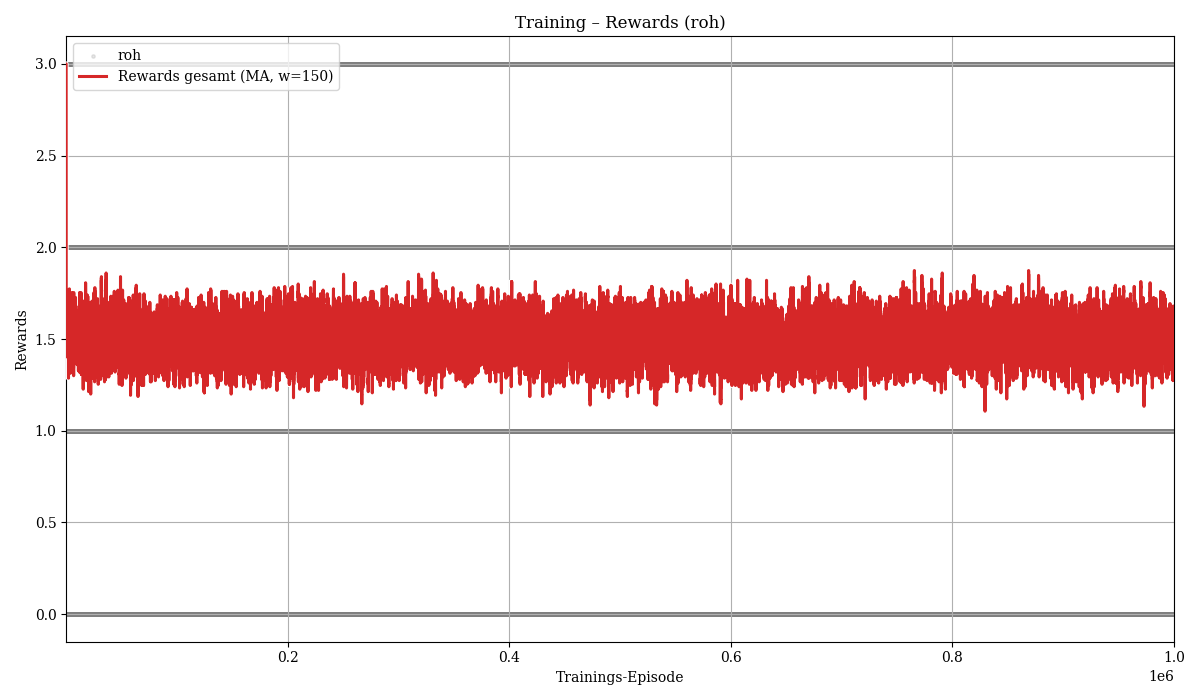 Training – Rewards (roh)
roh
Rewards gesamt (MA, w=150)
3.0
2.5
2.0
1.5
1.0
0.5
0.0
Rewards
0.2
0.4
0.6
0.8
1.0
1e6
Trainings-Episode